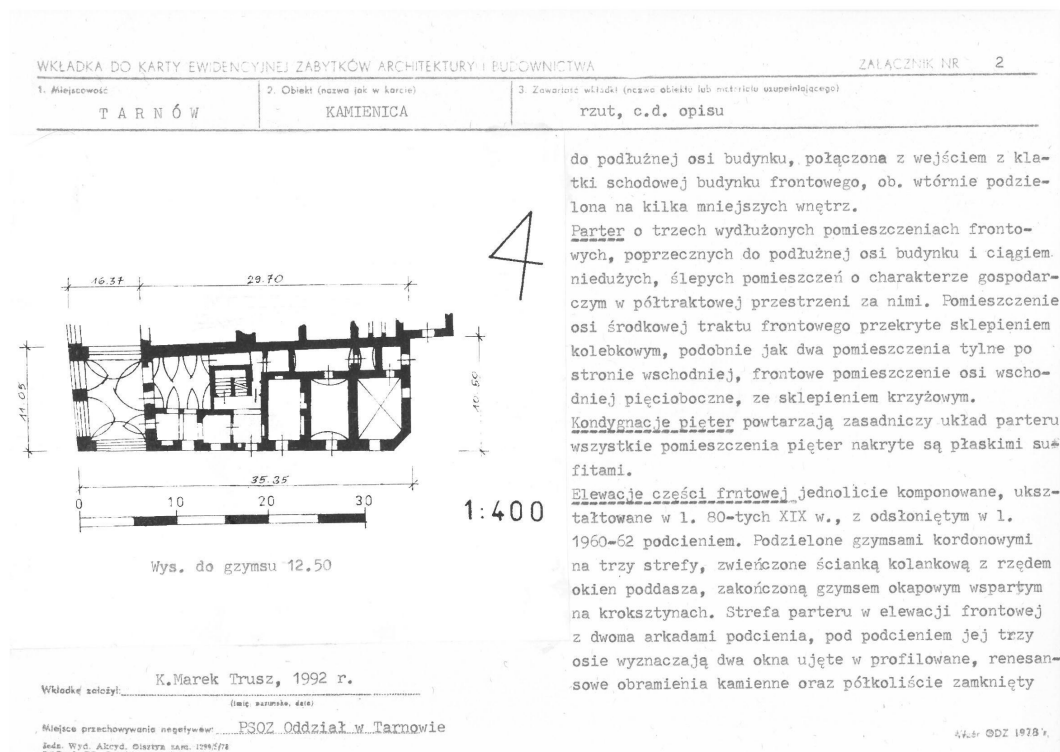 WKŁADKA DO KARTY EWIDENCYJNEJ ZABYTKÓW ARCHITEKTURY I BUDOWNICTWA
ZAŁĄCZNIK NR 2
1. Miejscowość
TARNÓW
2. Obiekt (nazwa jak w karcie)
KAMIENICA
3. Zawartość wkładki (nazwa obiektu lub materiału uzupełniającego)
rzut, c.d. opisu
16.37
29.70
11.05
10.50
35.35
0 10 20 30
1:400
Wys. do gzymsu 12.50
do podłużnej osi budynku, połączona z wejściem z kla-
tki schodowej budynku frontowego, ob. wtórnie podzie-
lona na kilka mniejszych wnętrz.
Parter o trzech wydłużonych pomieszczeniach fronto-
wych, poprzecznych do podłużnej osi budynku i ciągiem
niedużych, ślepych pomieszczeń o charakterze gospodar-
czym w półtraktowej przestrzeni za nimi. Pomieszczenie
osi środkowej traktu frontowego przekryte sklepieniem
kolebkowym, podobnie jak dwa pomieszczenia tylne po
stronie wschodniej, frontowe pomieszczenie osi wscho-
dniej pięcioboczne, ze sklepieniem krzyżowym.
Kondygnacje pięter powtarzają zasadniczy układ parteru
wszystkie pomieszczenia pięter nakryte są płaskimi su-
fitami.
Elewacje części frntowej jednolicie komponowane, uksz-
tałtowane w l. 80-tych XIX w., z odsłoniętym w l.
1960-62 podcieniem. Podzielone gzymsami kordonowymi
na trzy strefy, zwieńczone ścianką kolankową z rzędem
okien poddasza, zakończoną gzymsem okapowym wspartym
na kroksztynach. Strefa parteru w elewacji frontowej
z dwoma arkadami podcienia, pod podcieniem jej trzy
osie wyznaczają dwa okna ujęte w profilowane, renesan-
sowe obramienia kamienne oraz półkoliście zamknięty
Wkładkę założył: K.Marek Trusz, 1992 r.
(imię, nazwisko, data)
Miejsce przechowywania negatywów: PSOZ Oddział w Tarnowie
Zedz. Wyd. Akcyd. Olsztyn zam.
ODZ 1978 r.